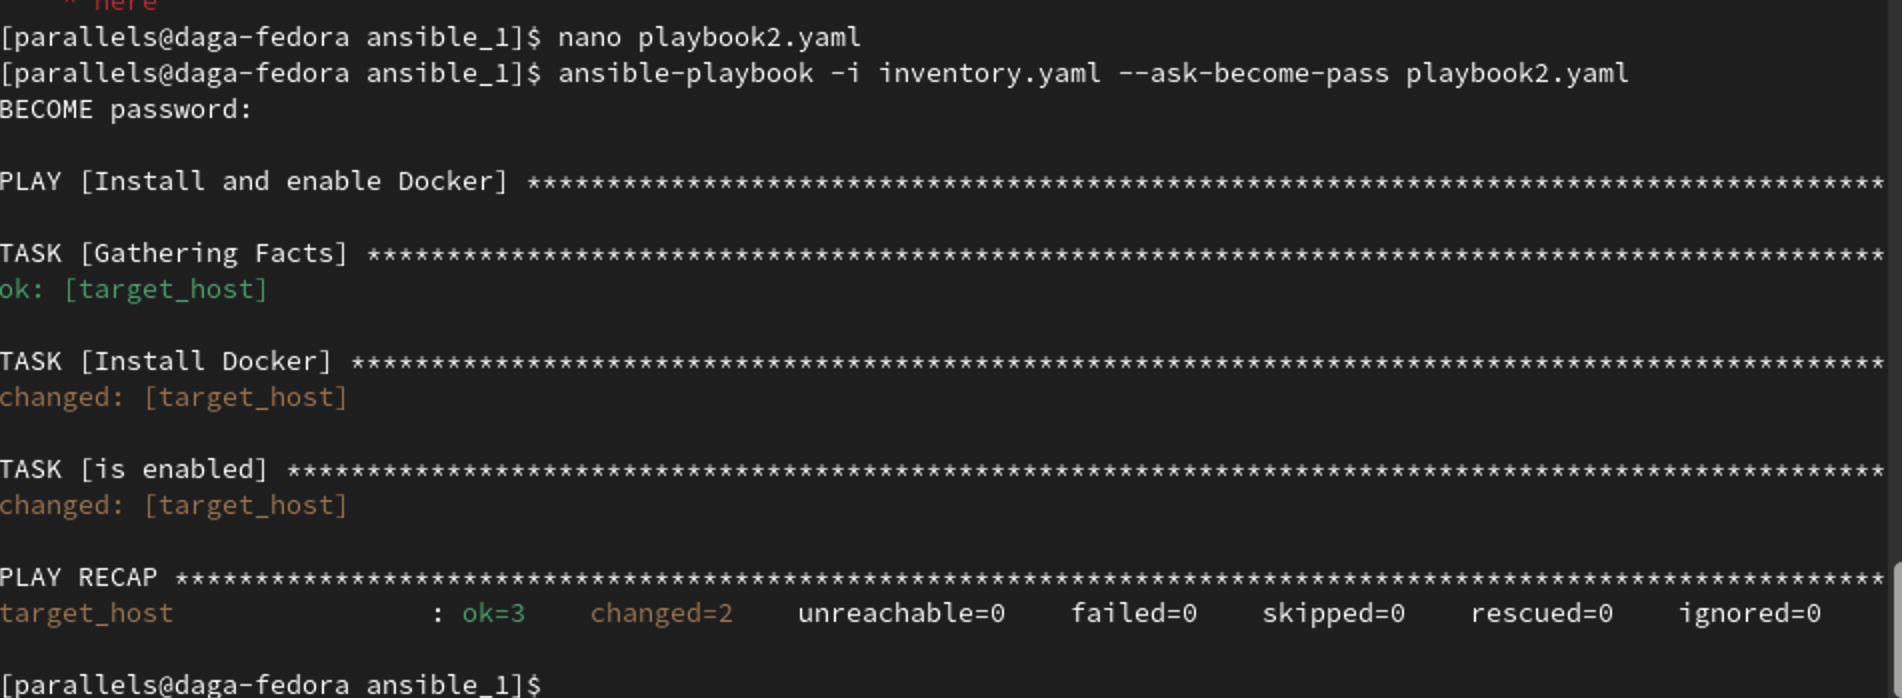 " here
[parallels@daga-fedora ansible_1]$ nano playbook2.yaml
[parallels@daga-fedora ansible_1]$ ansible-playbook -i inventory.yaml --ask-become-pass playbook2.yaml
BECOME password:
PLAY [Install and enable Docker] *************************************************************************************
TASK [Gathering Facts] ***********************************************************************************************
ok: [target_host]
TASK [Install Docker] ************************************************************************************************
changed: [target_host]
TASK [is enabled] ****************************************************************************************************
changed: [target_host]
PLAY RECAP ***********************************************************************************************************
target_host                : ok=3    changed=2    unreachable=0    failed=0    skipped=0    rescued=0    ignored=0
[parallels@daga-fedora ansible_1]$